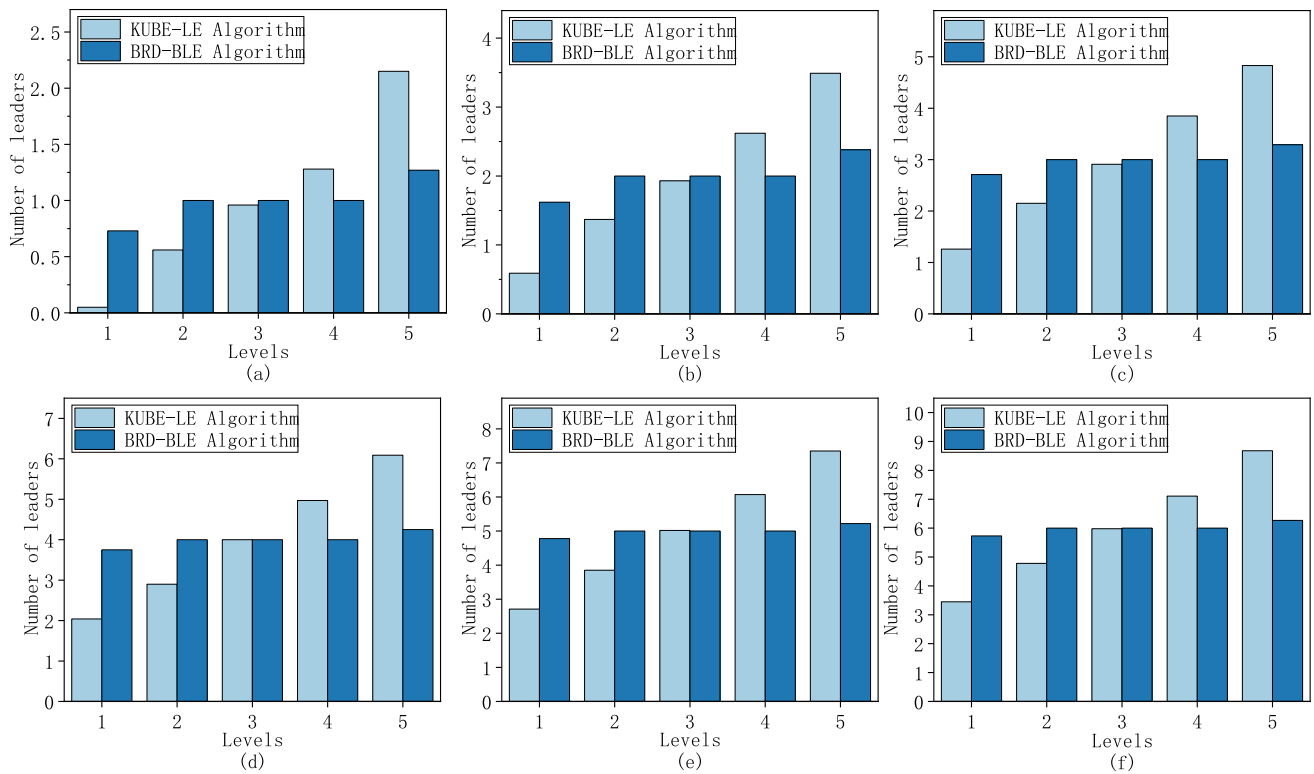 KUBE-LE Algorithm
BRD-BLE Algorithm
Number of leaders
2.5
2.0
1.5
1.0
0.5
0.0
1 2 3 4 5
Levels
(a)
KUBE-LE Algorithm
BRD-BLE Algorithm
Number of leaders
4
3
2
1
0
1 2 3 4 5
Levels
(b)
KUBE-LE Algorithm
BRD-BLE Algorithm
Number of leaders
5
4
3
2
1
0
1 2 3 4 5
Levels
(c)
KUBE-LE Algorithm
BRD-BLE Algorithm
Number of leaders
7
6
5
4
3
2
1
0
1 2 3 4 5
Levels
(d)
KUBE-LE Algorithm
BRD-BLE Algorithm
Number of leaders
8
7
6
5
4
3
2
1
0
1 2 3 4 5
Levels
(e)
KUBE-LE Algorithm
BRD-BLE Algorithm
Number of leaders
10
9
8
7
6
5
4
3
2
1
0
1 2 3 4 5
Levels
(f)